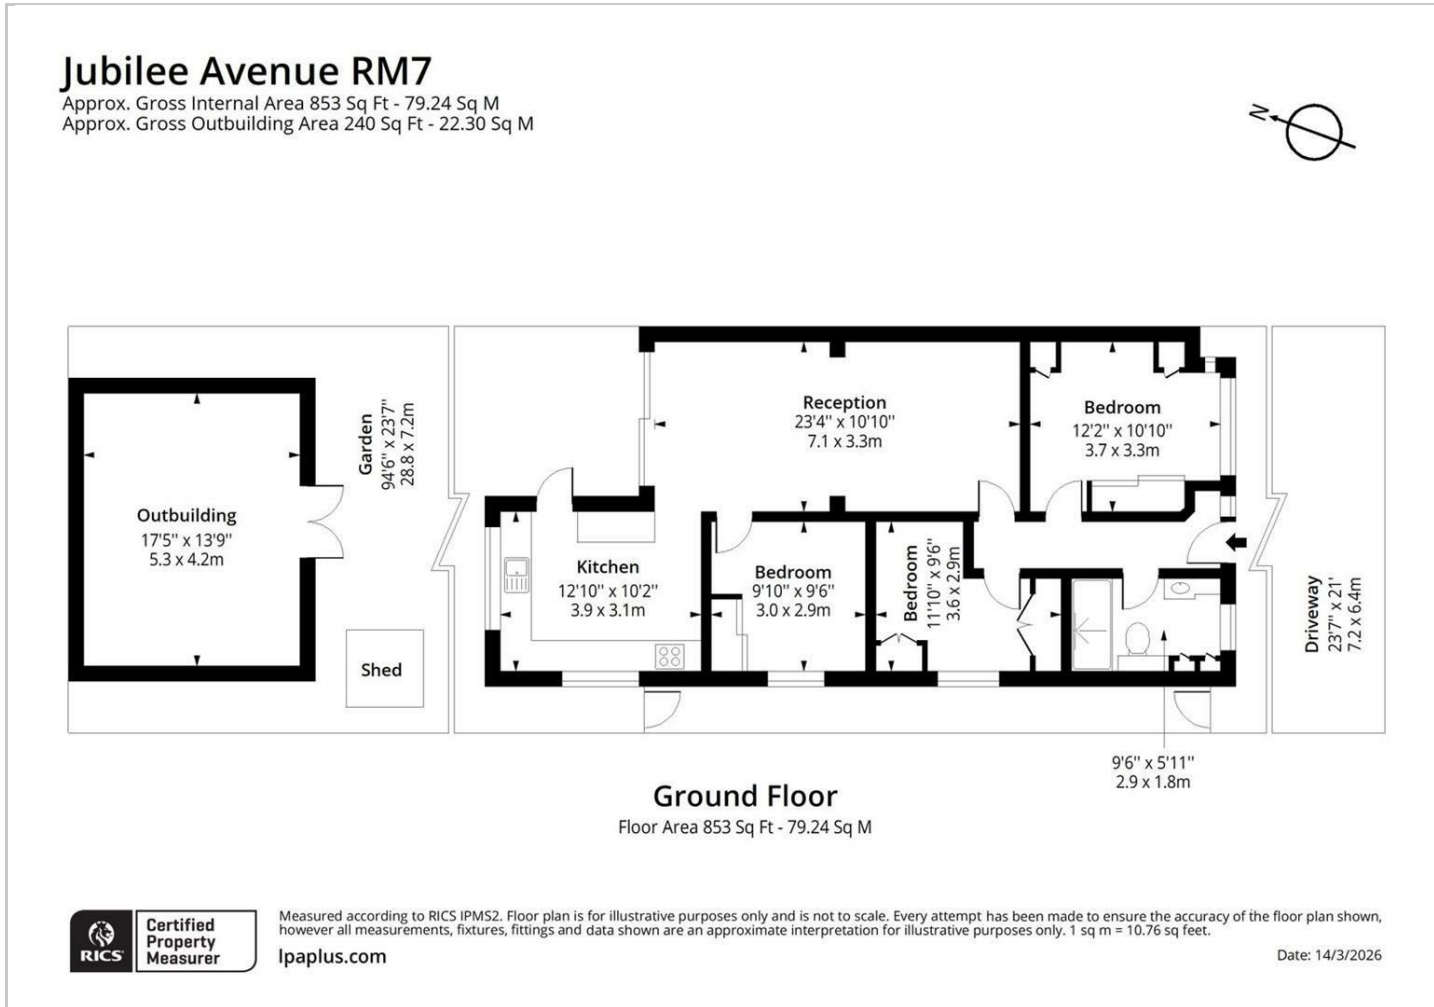 Jubilee Avenue RM7
Approx. Gross Internal Area 853 Sq Ft - 79.24 Sq M
Approx. Gross Outbuilding Area 240 Sq Ft - 22.30 Sq M
N
Outbuilding
17'5" x 13'9"
5.3 x 4.2m
Garden
94'6" x 23'7"
28.8 x 7.2m
Shed
Kitchen
12'10" x 10'2"
3.9 x 3.1m
Reception
23'4" x 10'10"
7.1 x 3.3m
Bedroom
9'10" x 9'6"
3.0 x 2.9m
Bedroom
11'10" x 9'6"
3.6 x 2.9m
Bedroom
12'2" x 10'10"
3.7 x 3.3m
9'6" x 5'11"
2.9 x 1.8m
Driveway
23'7" x 21'
7.2 x 6.4m
Ground Floor
Floor Area 853 Sq Ft - 79.24 Sq M
RICS
Certified
Property
Measurer
Measured according to RICS IPMS2. Floor plan is for illustrative purposes only and is not to scale. Every attempt has been made to ensure the accuracy of the floor plan shown,
however all measurements, fixtures, fittings and data shown are an approximate interpretation for illustrative purposes only. 1 sq m = 10.76 sq feet.
lpaplus.com
Date: 14/3/2026